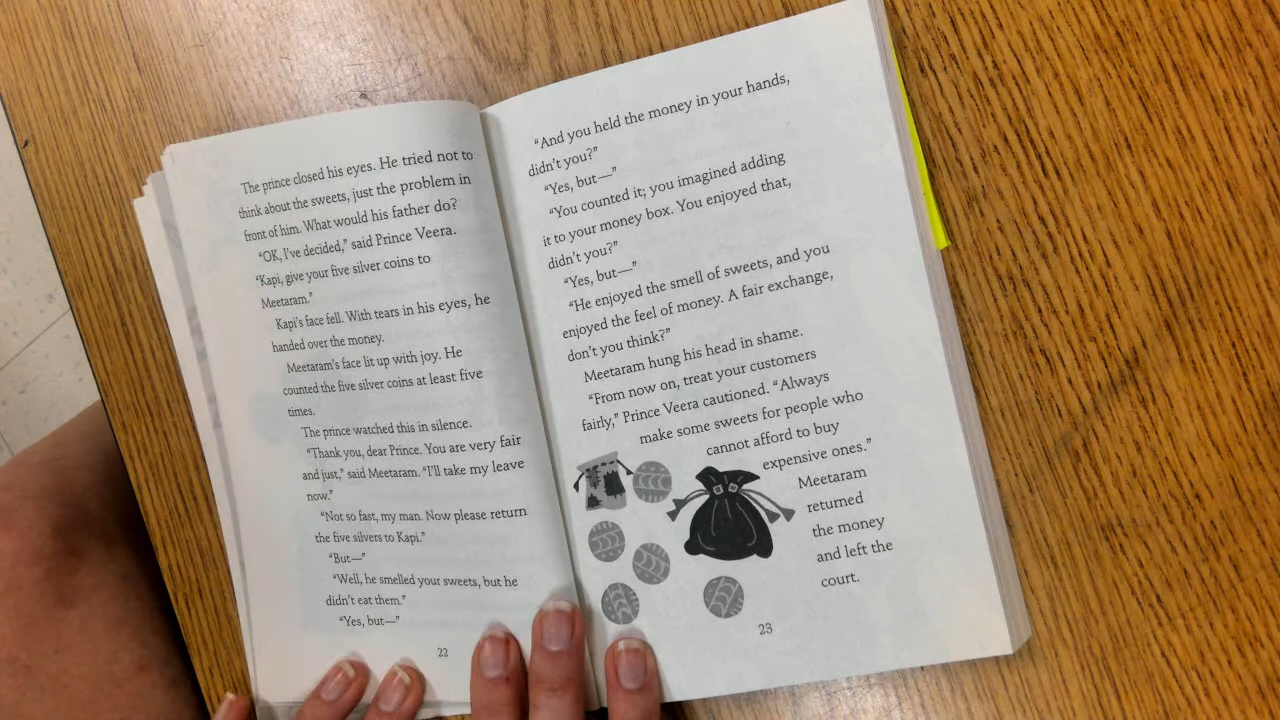 The prince closed his eyes. He tried not to
think about the sweets, just the problem in
front of him. What would his father do?
“OK, I’ve decided,” said Prince Veera.
“Kapi, give your five silver coins to
Meetaram.”
Kapi’s face fell. With tears in his eyes, he
handed over the money.
Meetaram’s face lit up with joy. He
counted the five silver coins at least five
times.
The prince watched this in silence.
“Thank you, dear Prince. You are very fair
and just,” said Meetaram. “I’ll take my leave
now.”
“Not so fast, my man. Now please return
the five silvers to Kapi.”
“But—”
“Well, he smelled your sweets, but he
didn’t eat them.”
“Yes, but—”
22
“And you held the money in your hands,
didn’t you?”
“Yes, but—”
“You counted it; you imagined adding
it to your money box. You enjoyed that,
didn’t you?”
“Yes, but—”
“He enjoyed the smell of sweets, and you
enjoyed the feel of money. A fair exchange,
don’t you think?”
Meetaram hung his head in shame.
“From now on, treat your customers
fairly,” Prince Veera cautioned. “Always
make some sweets for people who
cannot afford to buy
expensive ones.”
Meetaram
returned
the money
and left the
court.
23